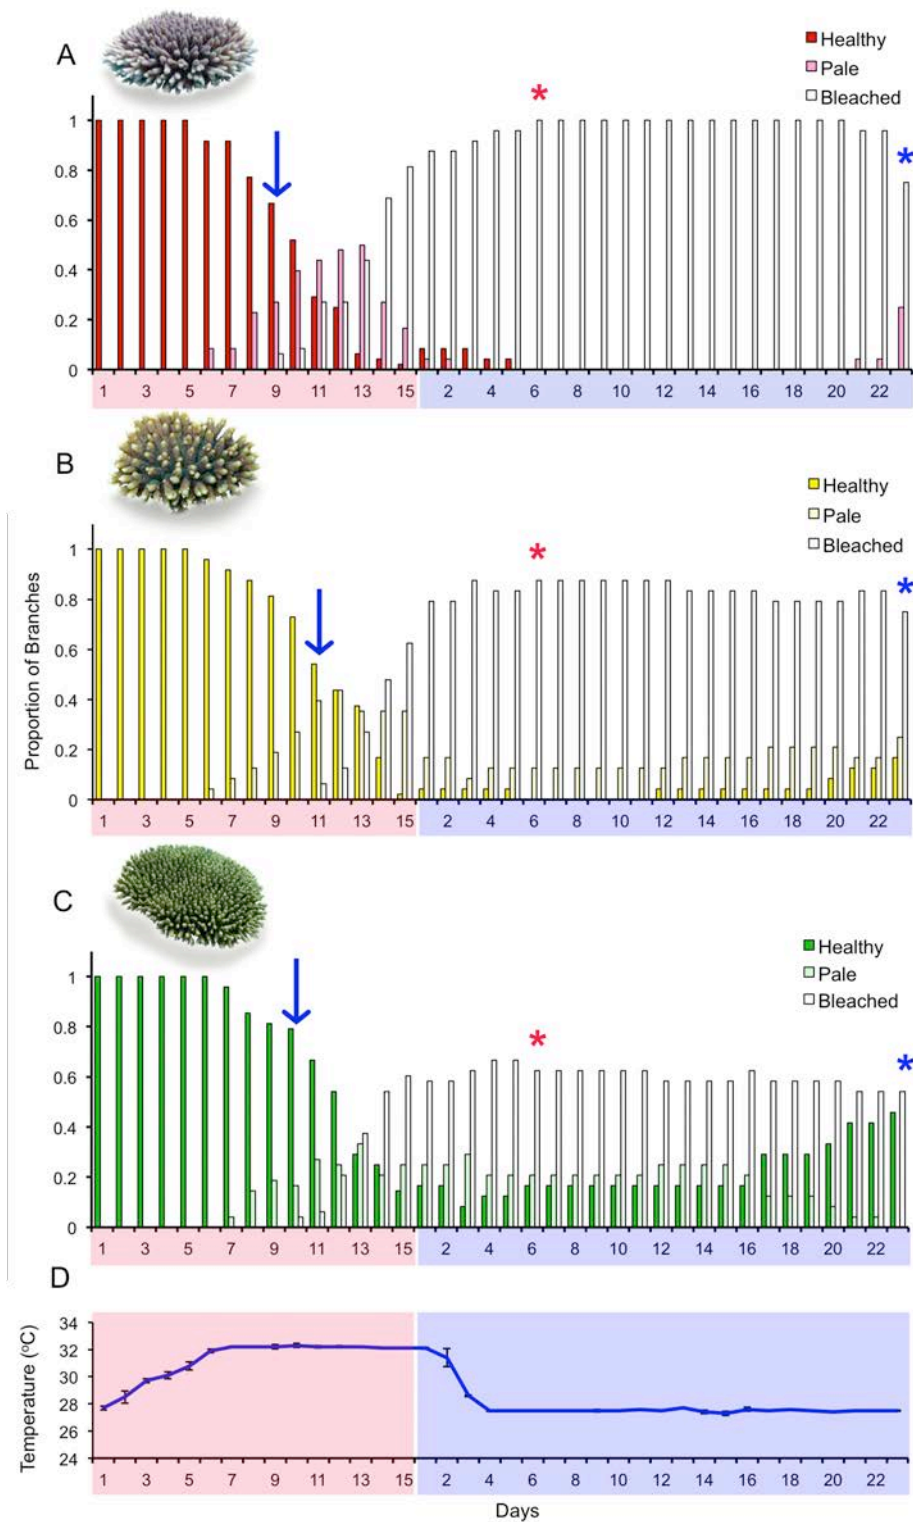 A
Healthy
Pale
Bleached
*
*
1
0.8
0.6
0.4
0.2
0
1 3 5 7 9 11 13 15 2 4 6 8 10 12 14 16 18 20 22
B
Healthy
Pale
Bleached
*
*
Proportion of Branches
1
0.8
0.6
0.4
0.2
0
1 3 5 7 9 11 13 15 2 4 6 8 10 12 14 16 18 20 22
C
Healthy
Pale
Bleached
*
*
1
0.8
0.6
0.4
0.2
0
1 3 5 7 9 11 13 15 2 4 6 8 10 12 14 16 18 20 22
D
Temperature (ºC)
34
32
30
28
26
24
1 3 5 7 9 11 13 15 2 4 6 8 10 12 14 16 18 20 22
Days